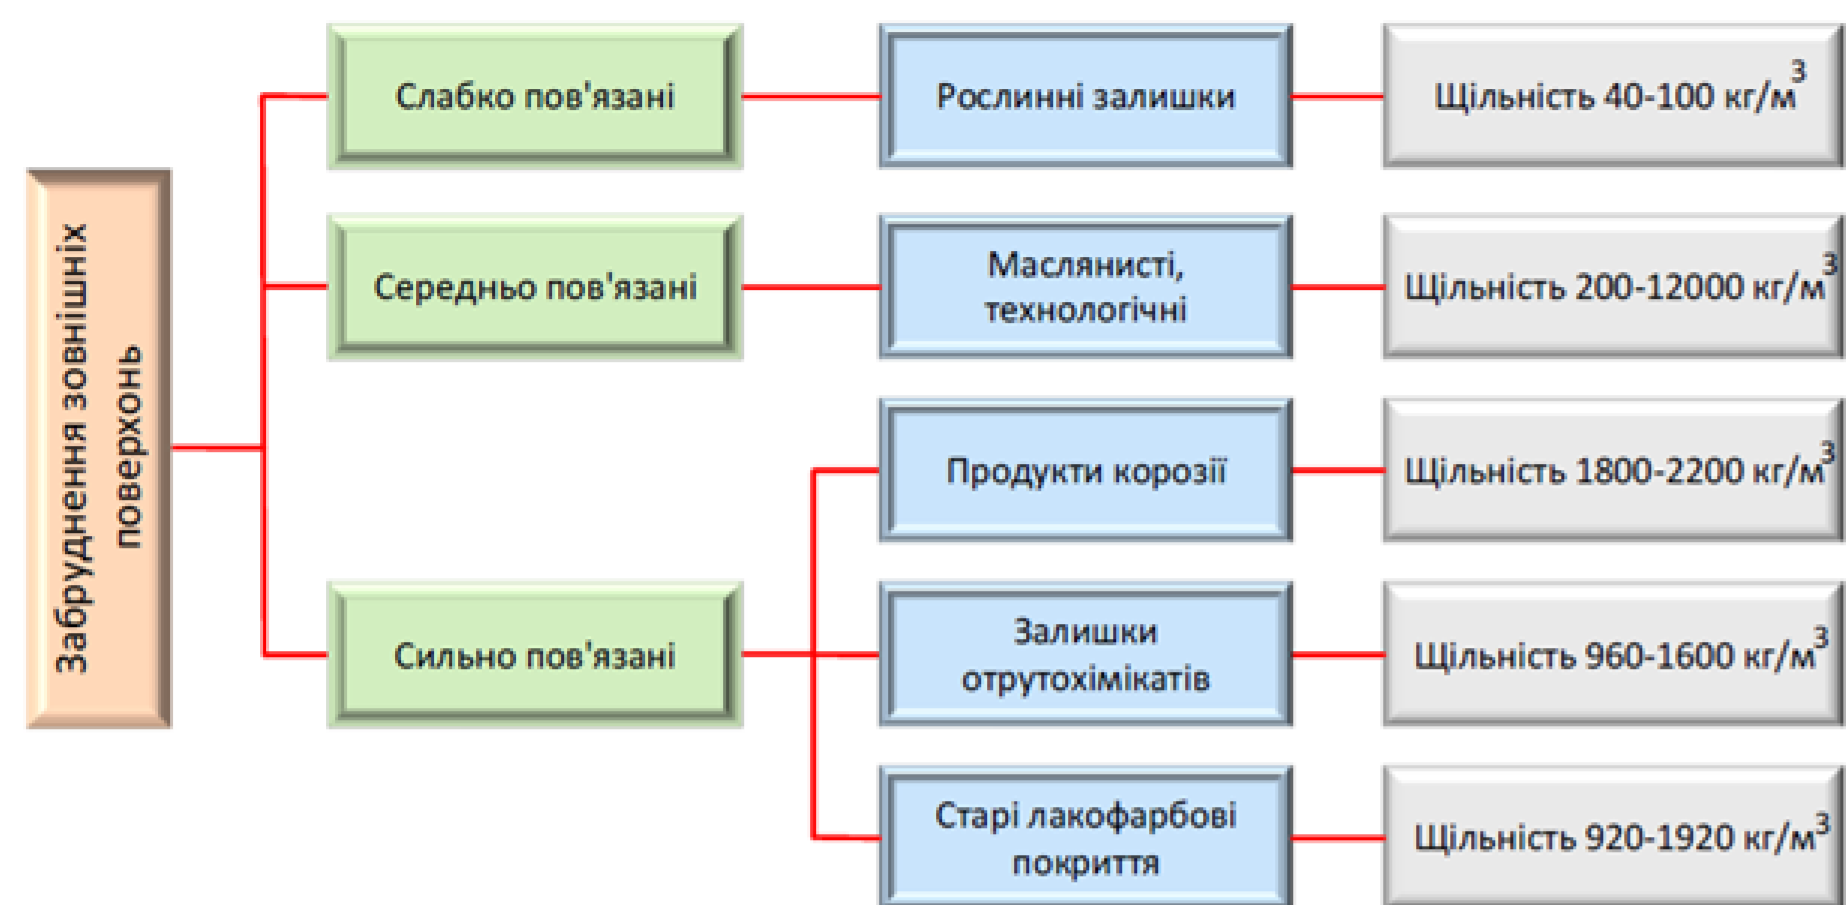 Забруднення зовнішніх
поверхонь
Слабко пов'язані
Рослинні залишки
Щільність 40-100 кг/м³
Середньо пов'язані
Маслянисті,
технологічні
Щільність 200-12000 кг/м³
Сильно пов'язані
Продукти корозії
Щільність 1800-2200 кг/м³
Залишки
отрутохімікатів
Щільність 960-1600 кг/м³
Старі лакофарбові
покриття
Щільність 920-1920 кг/м³